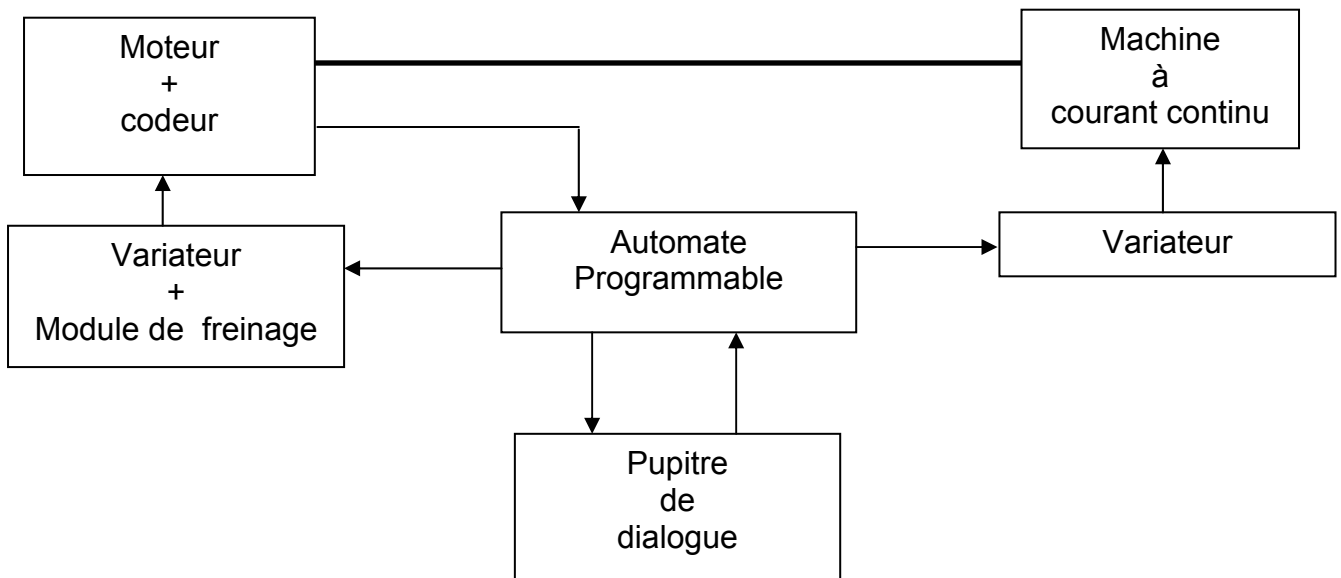 Moteur
+
codeur
Machine
à
courant continu
Variateur
+
Module de freinage
Automate
Programmable
Variateur
Pupitre
de
dialogue